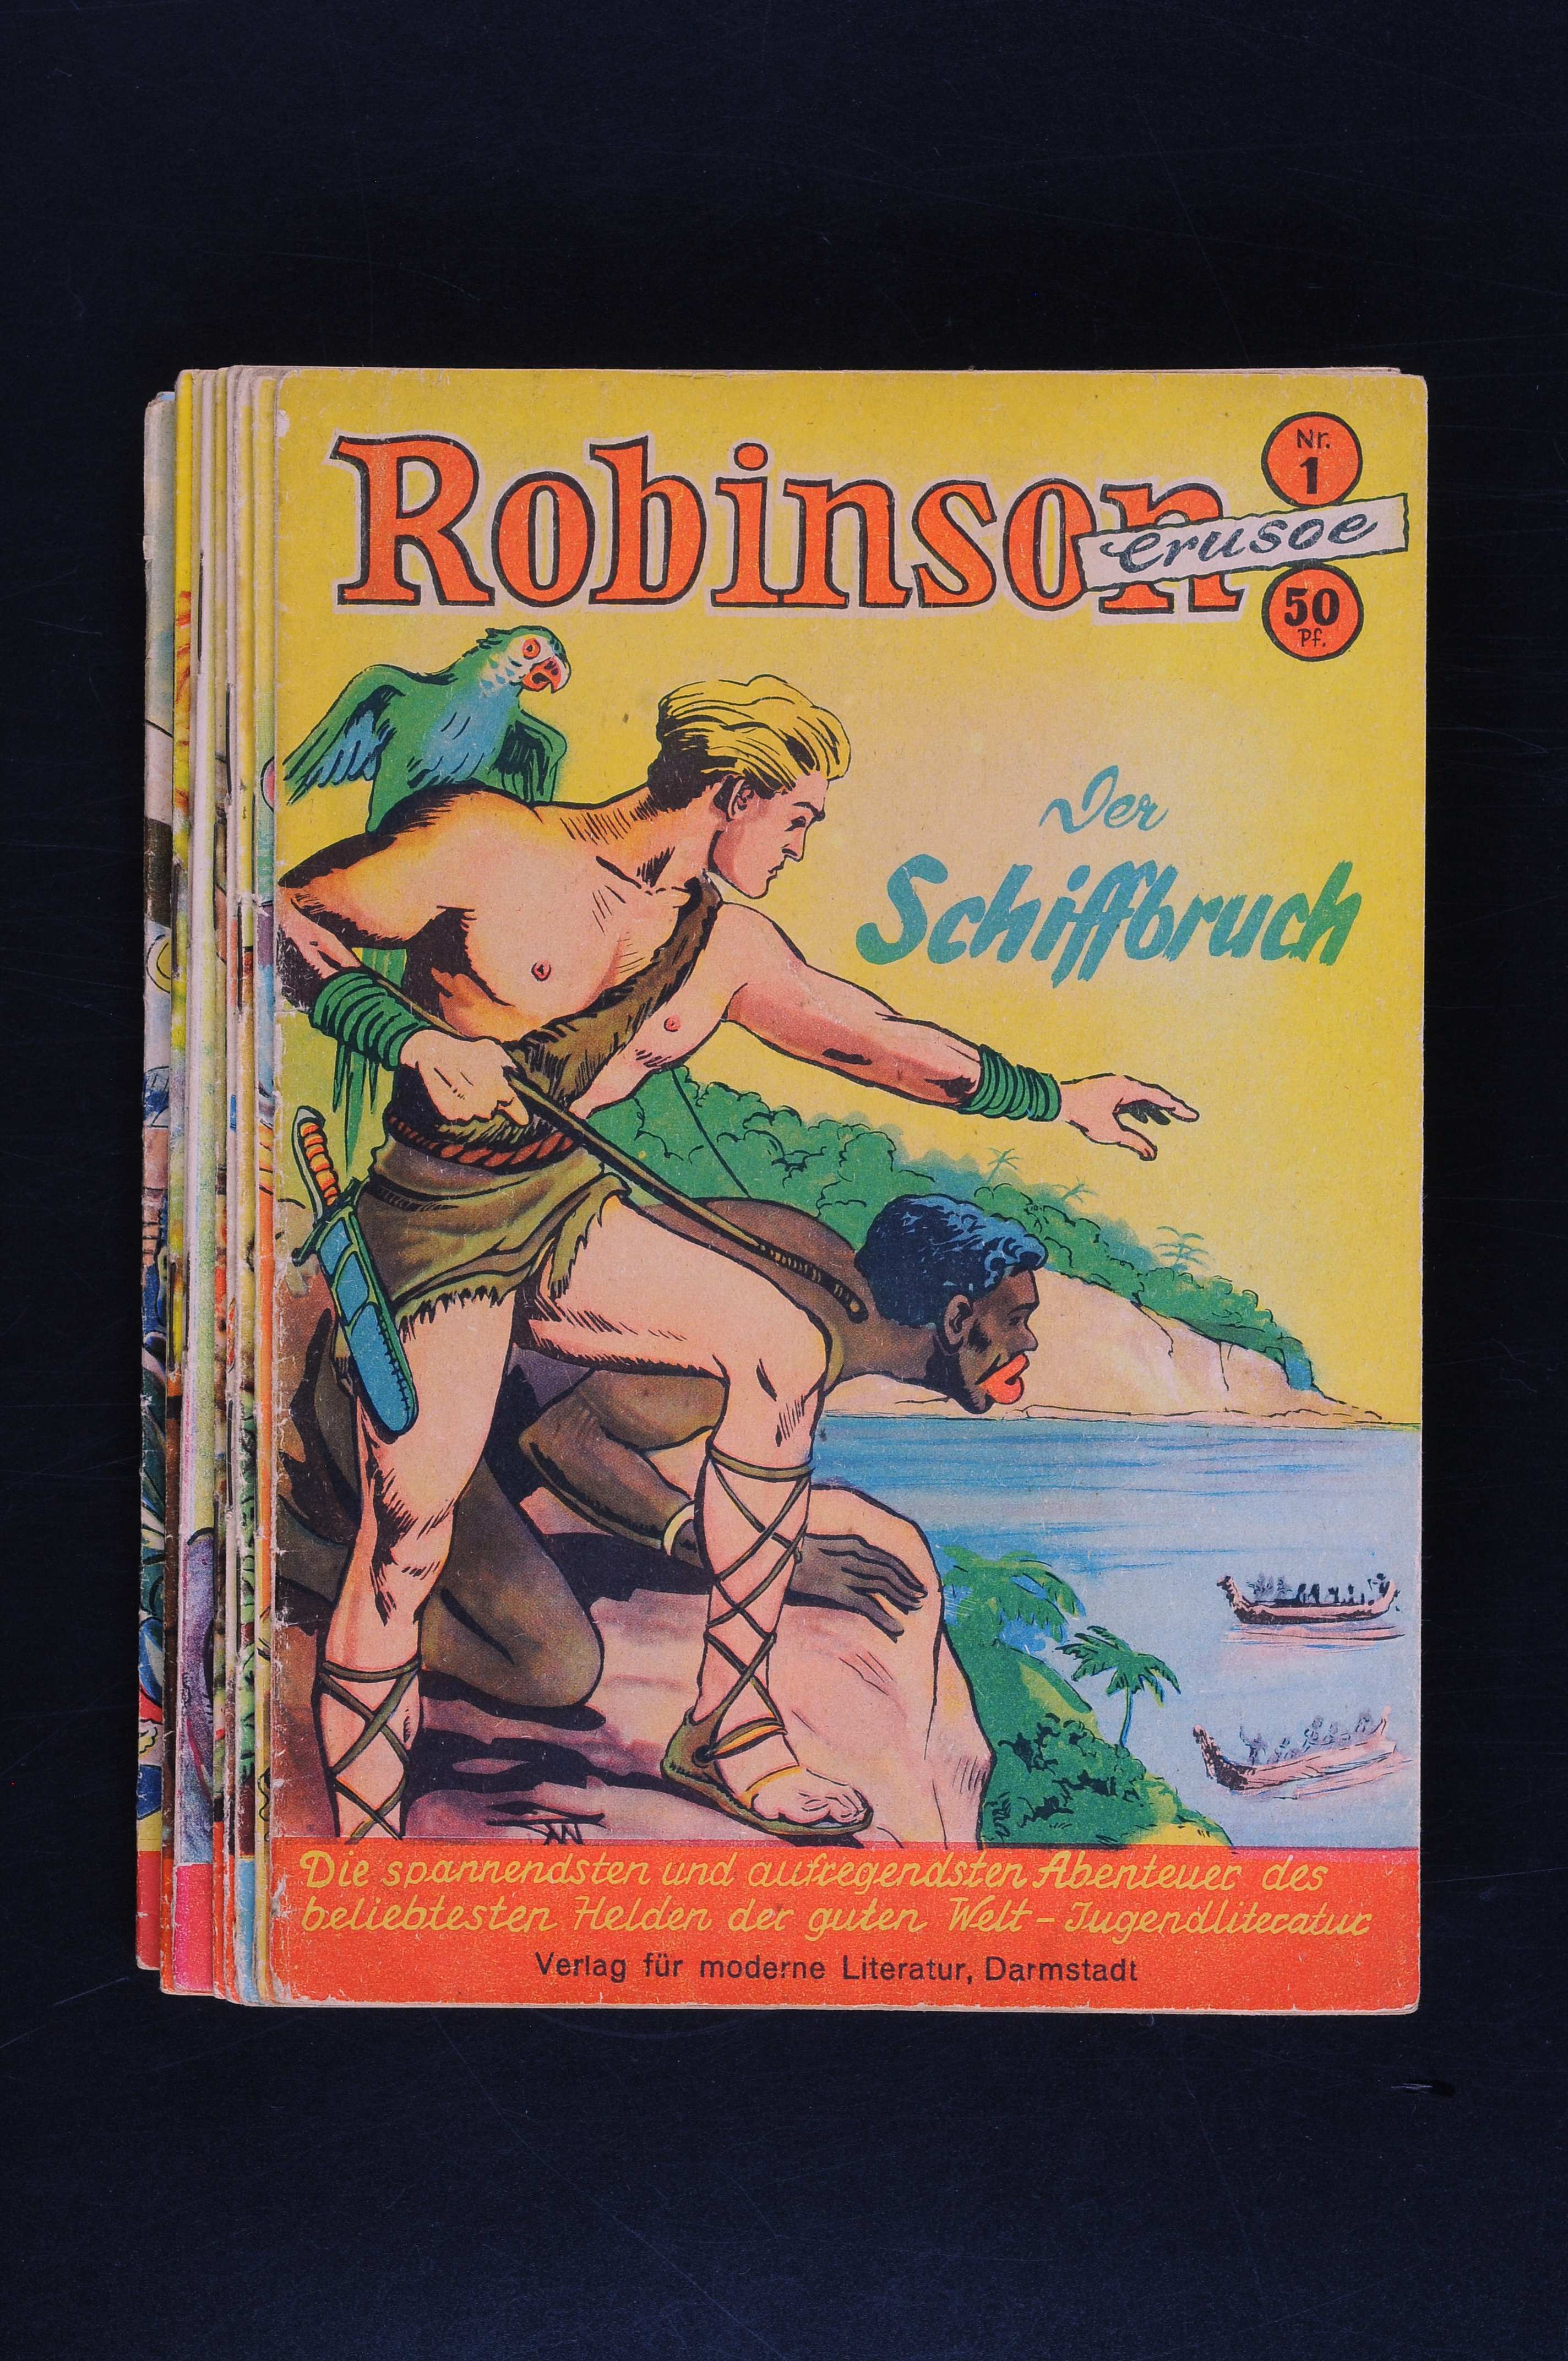 Robinson
crusoe
Nr.
1
50
Pf.
Der
Schiffbruch
Die spannendsten und aufregendsten Abenteuer des
beliebtesten Helden der guten Welt - Jugendliteratur
Verlag für moderne Literatur, Darmstadt